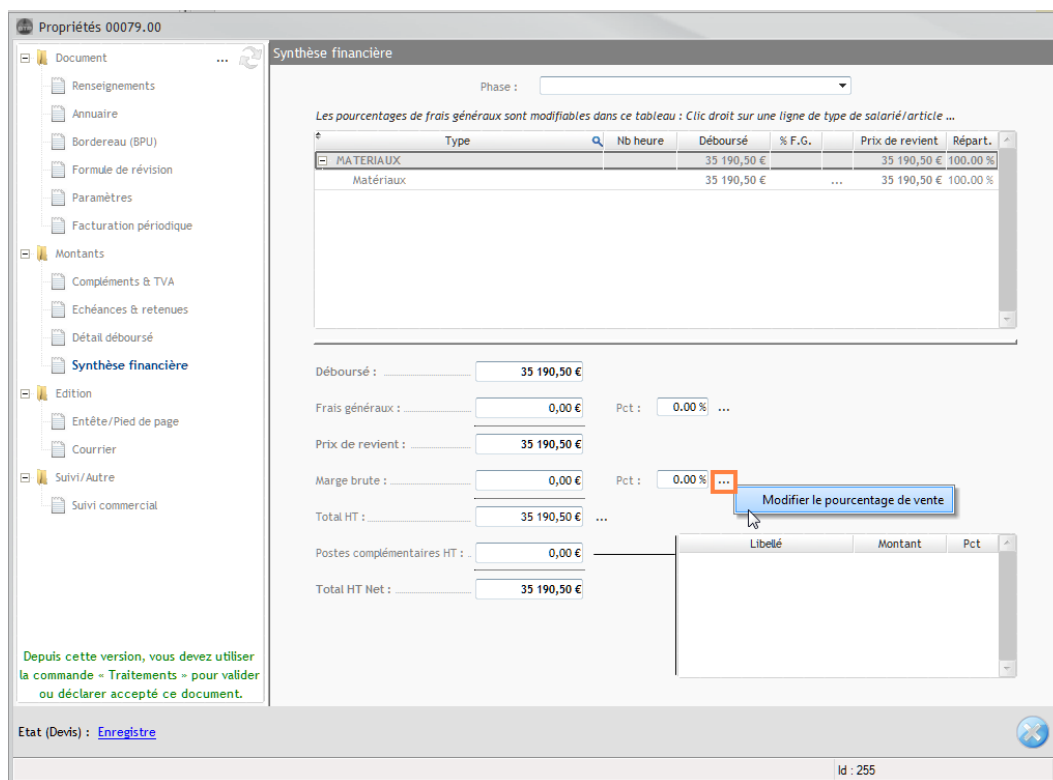 Propriétés 00079.00
Document ...
Renseignements
Annuaire
Bordereau (BPU)
Formule de révision
Paramètres
Facturation périodique
Montants
Compléments & TVA
Echéances & retenues
Détail déboursé
Synthèse financière
Edition
Entête/Pied de page
Courrier
Suivi/Autre
Suivi commercial
Depuis cette version, vous devez utiliser
la commande « Traitements » pour valider
ou déclarer accepté ce document.
Synthèse financière
Phase :
Les pourcentages de frais généraux sont modifiables dans ce tableau : Clic droit sur une ligne de type de salarié/article ...
Type Nb heure Déboursé % F.G. Prix de revient Répart.
MATERIAUX 35 190,50 € 35 190,50 € 100.00 %
Matériaux 35 190,50 € ... 35 190,50 € 100.00 %
Déboursé : 35 190,50 €
Frais généraux : 0,00 € Pct : 0.00 % ...
Prix de revient : 35 190,50 €
Marge brute : 0,00 € Pct : 0.00 % ...
Modifier le pourcentage de vente
Total HT : 35 190,50 € ...
Postes complémentaires HT : 0,00 €
Libellé Montant Pct
Total HT Net : 35 190,50 €
Etat (Devis) : Enregistre
Id : 255